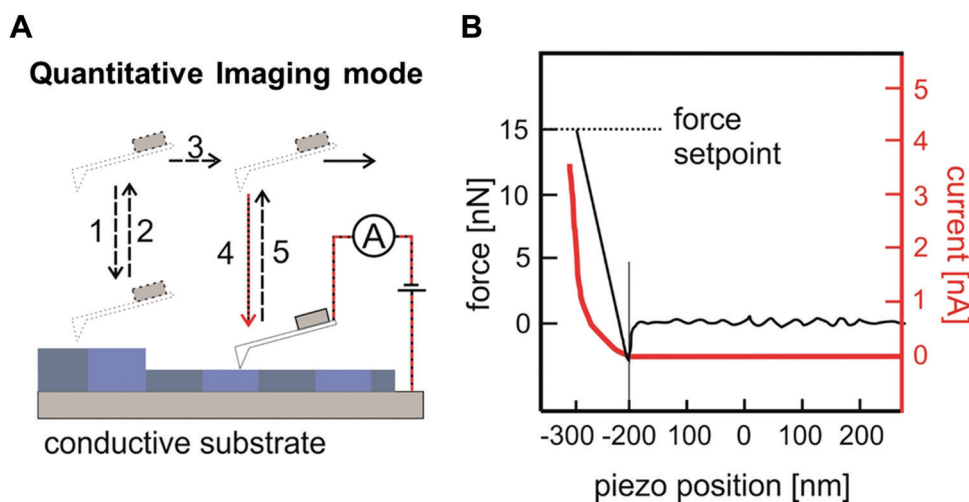 A
Quantitative Imaging mode
3
1
2
4
5
A
conductive substrate
B
force
setpoint
force [nN]
15
10
5
0
current [nA]
5
4
3
2
1
0
-300 -200 100 0 100 200
piezo position [nm]